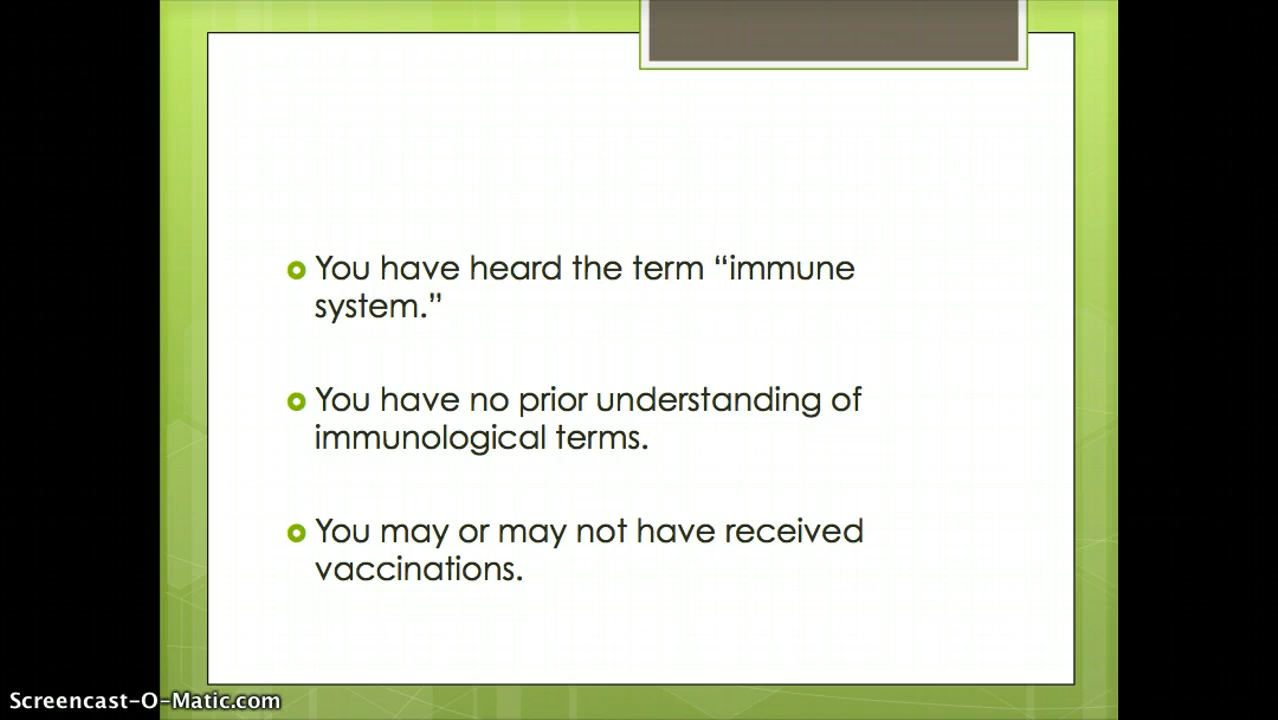 You have heard the term “immune
system.”
You have no prior understanding of
immunological terms.
You may or may not have received
vaccinations.
Screencast-O-Matic.com